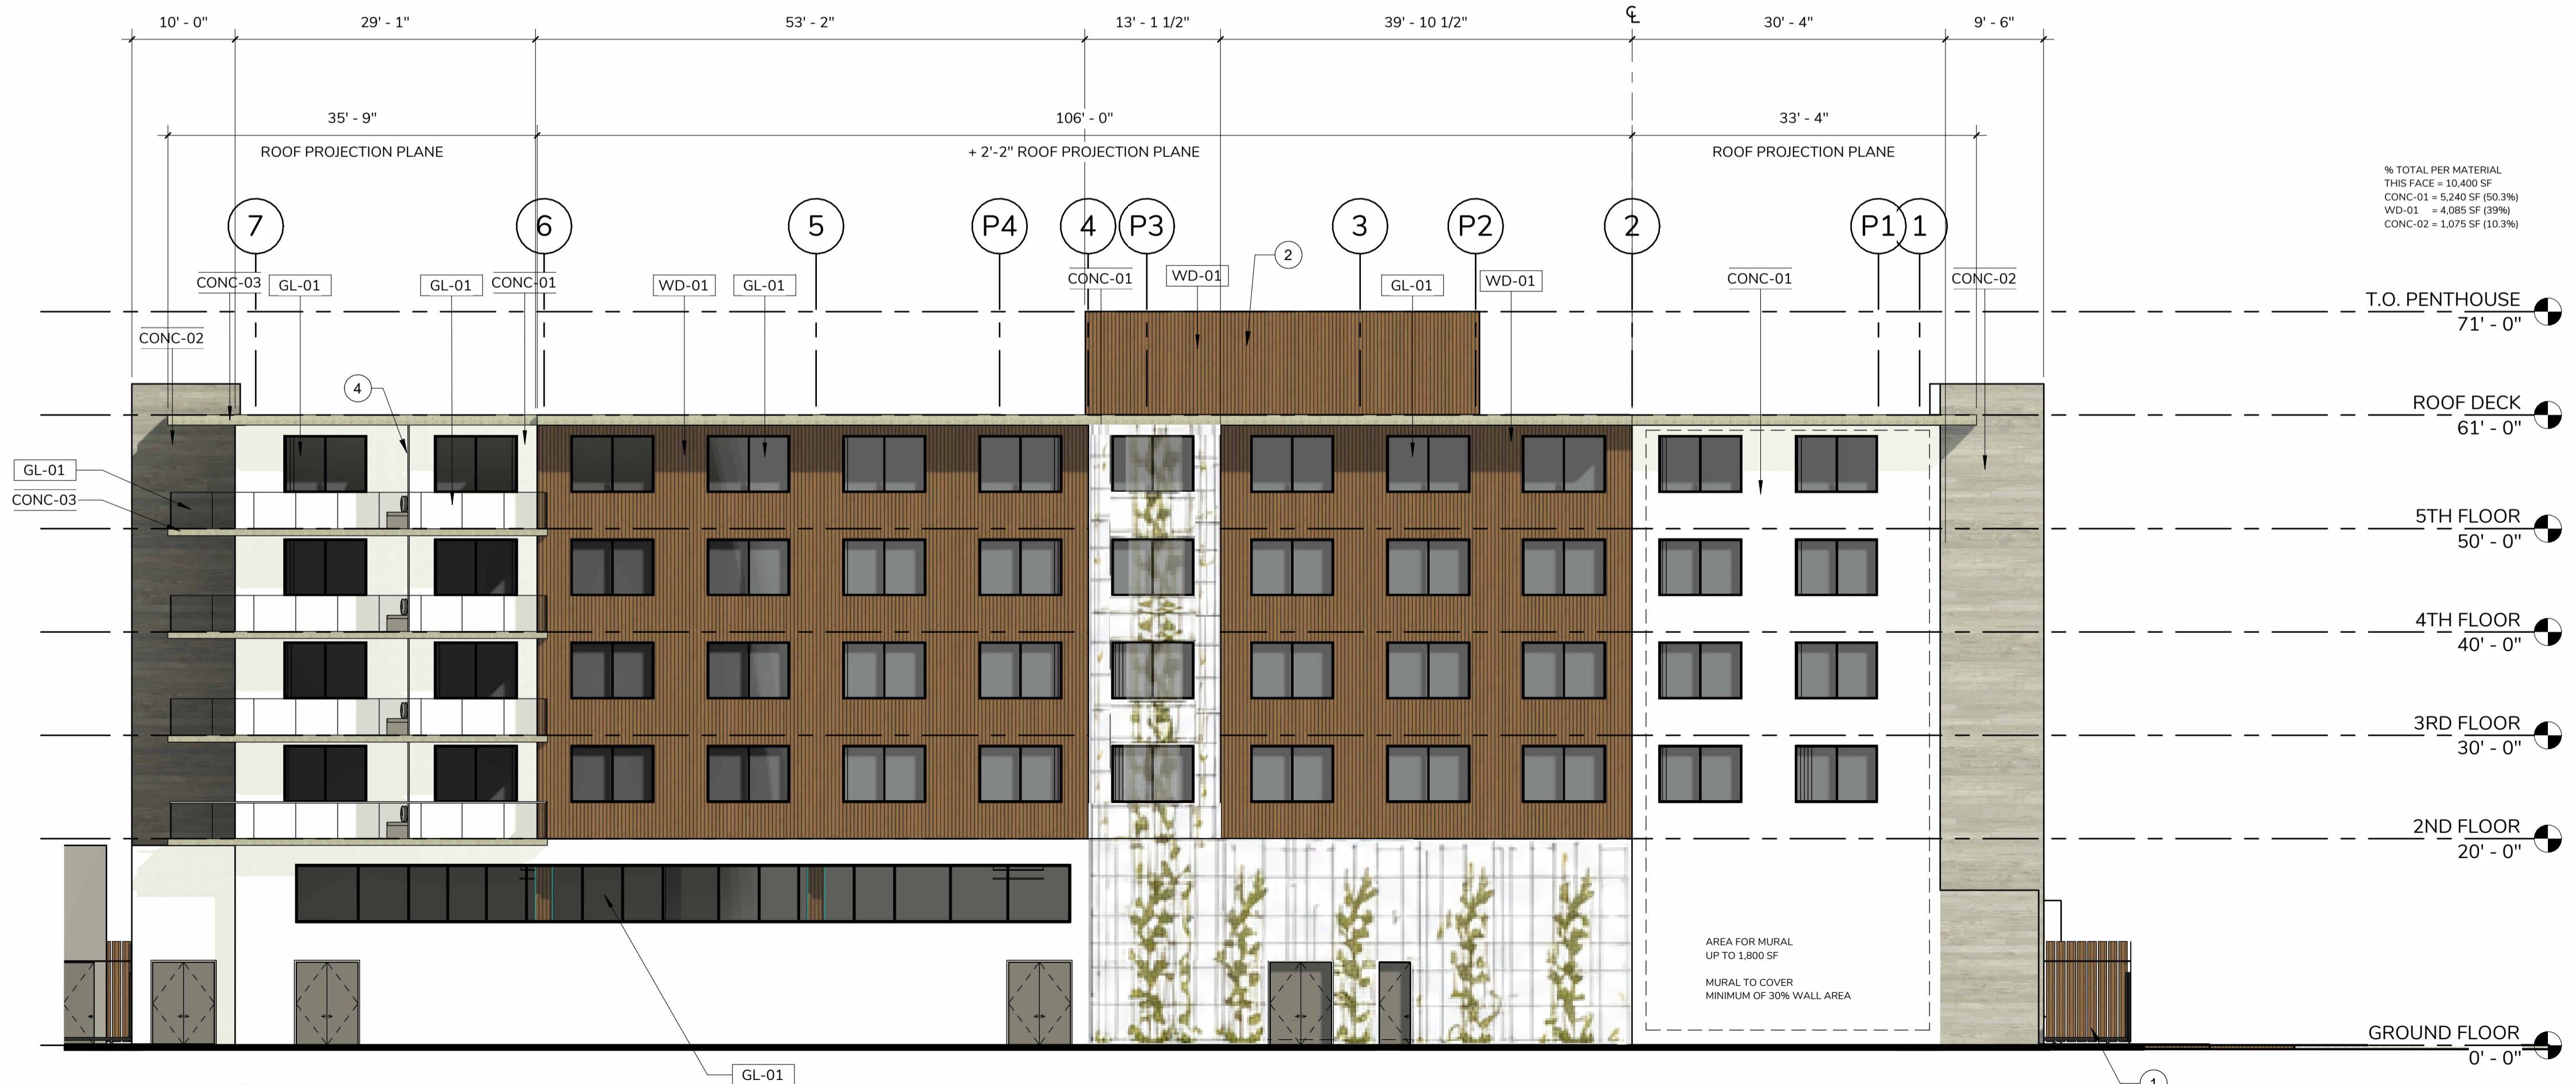 10' - 0" 29' - 1" 53' - 2" 13' - 1 1/2" 39' - 10 1/2" ℄ 30' - 4" 9' - 6"
35' - 9" 106' - 0" 33' - 4"
ROOF PROJECTION PLANE + 2'-2" ROOF PROJECTION PLANE ROOF PROJECTION PLANE
% TOTAL PER MATERIAL
THIS FACE = 10,400 SF
CONC-01 = 5,240 SF (50.3%)
WD-01 = 4,085 SF (39%)
CONC-02 = 1,075 SF (10.3%)
7 6 5 P4 4 P3 3 P2 2 P1 1
2
CONC-03 GL-01 GL-01 CONC-01 WD-01 GL-01 CONC-01 WD-01 GL-01 WD-01 CONC-01 CONC-02
T.O. PENTHOUSE
71' - 0"
CONC-02
4
ROOF DECK
61' - 0"
GL-01
CONC-03
5TH FLOOR
50' - 0"
4TH FLOOR
40' - 0"
3RD FLOOR
30' - 0"
2ND FLOOR
20' - 0"
AREA FOR MURAL
UP TO 1,800 SF
MURAL TO COVER
MINIMUM OF 30% WALL AREA
GROUND FLOOR
0' - 0"
GL-01
1